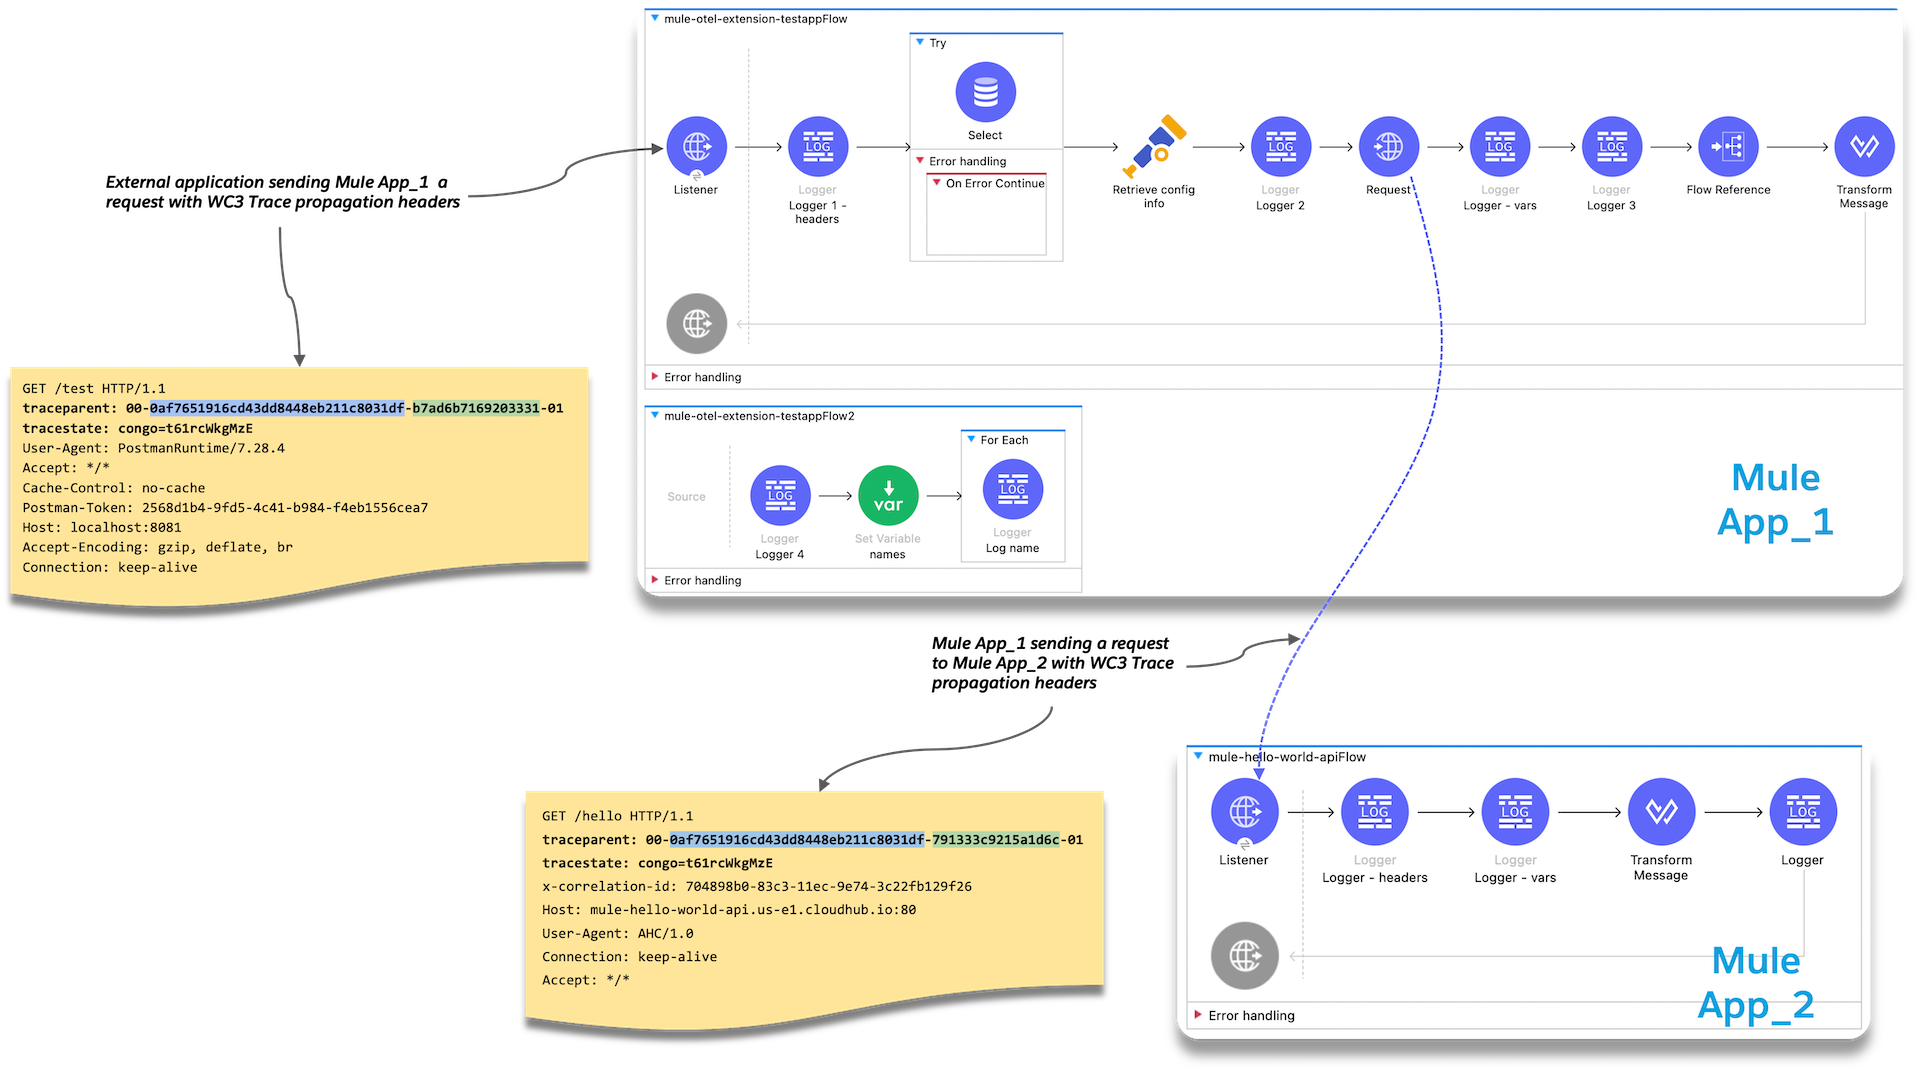 mule-otel-extension-testappFlow
Try
Select
Error handling
On Error Continue
Listener
LOG
Logger
Logger 1 -
headers
Retrieve config
info
LOG
Logger
Logger 2
Request
LOG
Logger
Logger - vars
LOG
Logger
Logger 3
Flow Reference
Transform
Message
Error handling
External application sending Mule App_1 a
request with WC3 Trace propagation headers
GET /test HTTP/1.1
traceparent: 00-0af7651916cd43dd8448eb211c8031df-b7ad6b7169203331-01
tracestate: congo=t61rcWkgMzE
User-Agent: PostmanRuntime/7.28.4
Accept: */*
Cache-Control: no-cache
Postman-Token: 2568d1b4-9fd5-4c41-b984-f4eb1556cea7
Host: localhost:8081
Accept-Encoding: gzip, deflate, br
Connection: keep-alive
mule-otel-extension-testappFlow2
Source
LOG
Logger
Logger 4
var
Set Variable
names
For Each
LOG
Logger
Log name
Error handling
Mule
App_1
Mule App_1 sending a request
to Mule App_2 with WC3 Trace
propagation headers
GET /hello HTTP/1.1
traceparent: 00-0af7651916cd43dd8448eb211c8031df-791333c9215a1d6c-01
tracestate: congo=t61rcWkgMzE
x-correlation-id: 704898b0-83c3-11ec-9e74-3c22fb129f26
Host: mule-hello-world-api.us-e1.cloudhub.io:80
User-Agent: AHC/1.0
Connection: keep-alive
Accept: */*
mule-hello-world-apiFlow
Listener
LOG
Logger
Logger - headers
LOG
Logger
Logger - vars
Transform
Message
LOG
Logger
Mule
App_2
Error handling